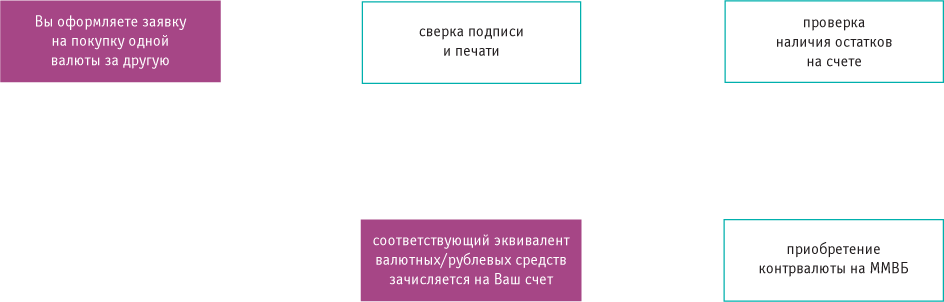 Вы оформляете заявку
на покупку одной
валюты за другую
сверка подписи
и печати
проверка
наличия остатков
на счете
соответствующий эквивалент
валютных/рублевых средств
зачисляется на Ваш счет
приобретение
контрвалюты на ММВБ